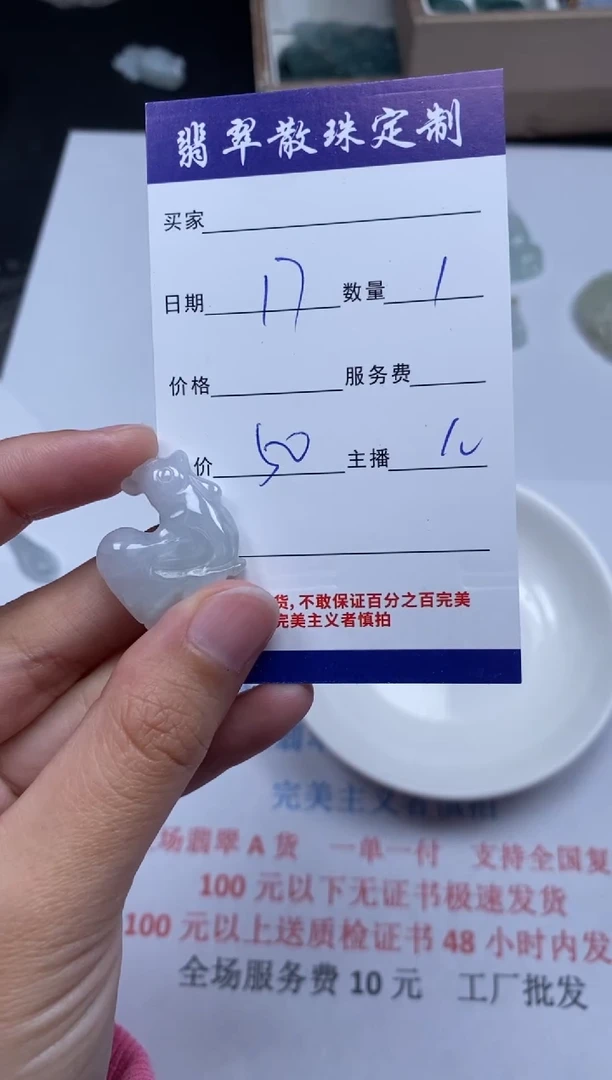 翡翠散珠定制
买家
日期 17 数量 1
价格 服务费
价 50 主播
货,不敢保证百分之百完美
完美主义者慎拍
完美主义者慎拍
场翡翠A货 一单一付 支持全国复
100元以下无证书极速发货
100元以上送质检证书48小时内发
全场服务费10元 工厂批发